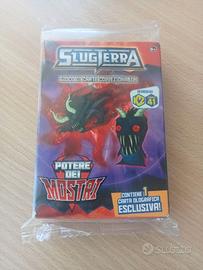 SLUGTERRA
POTERE
DEI
MOSTRI
41
CONTIENE 1
CARTA OLOGRAFICA
ESCLUSIVA!
subito